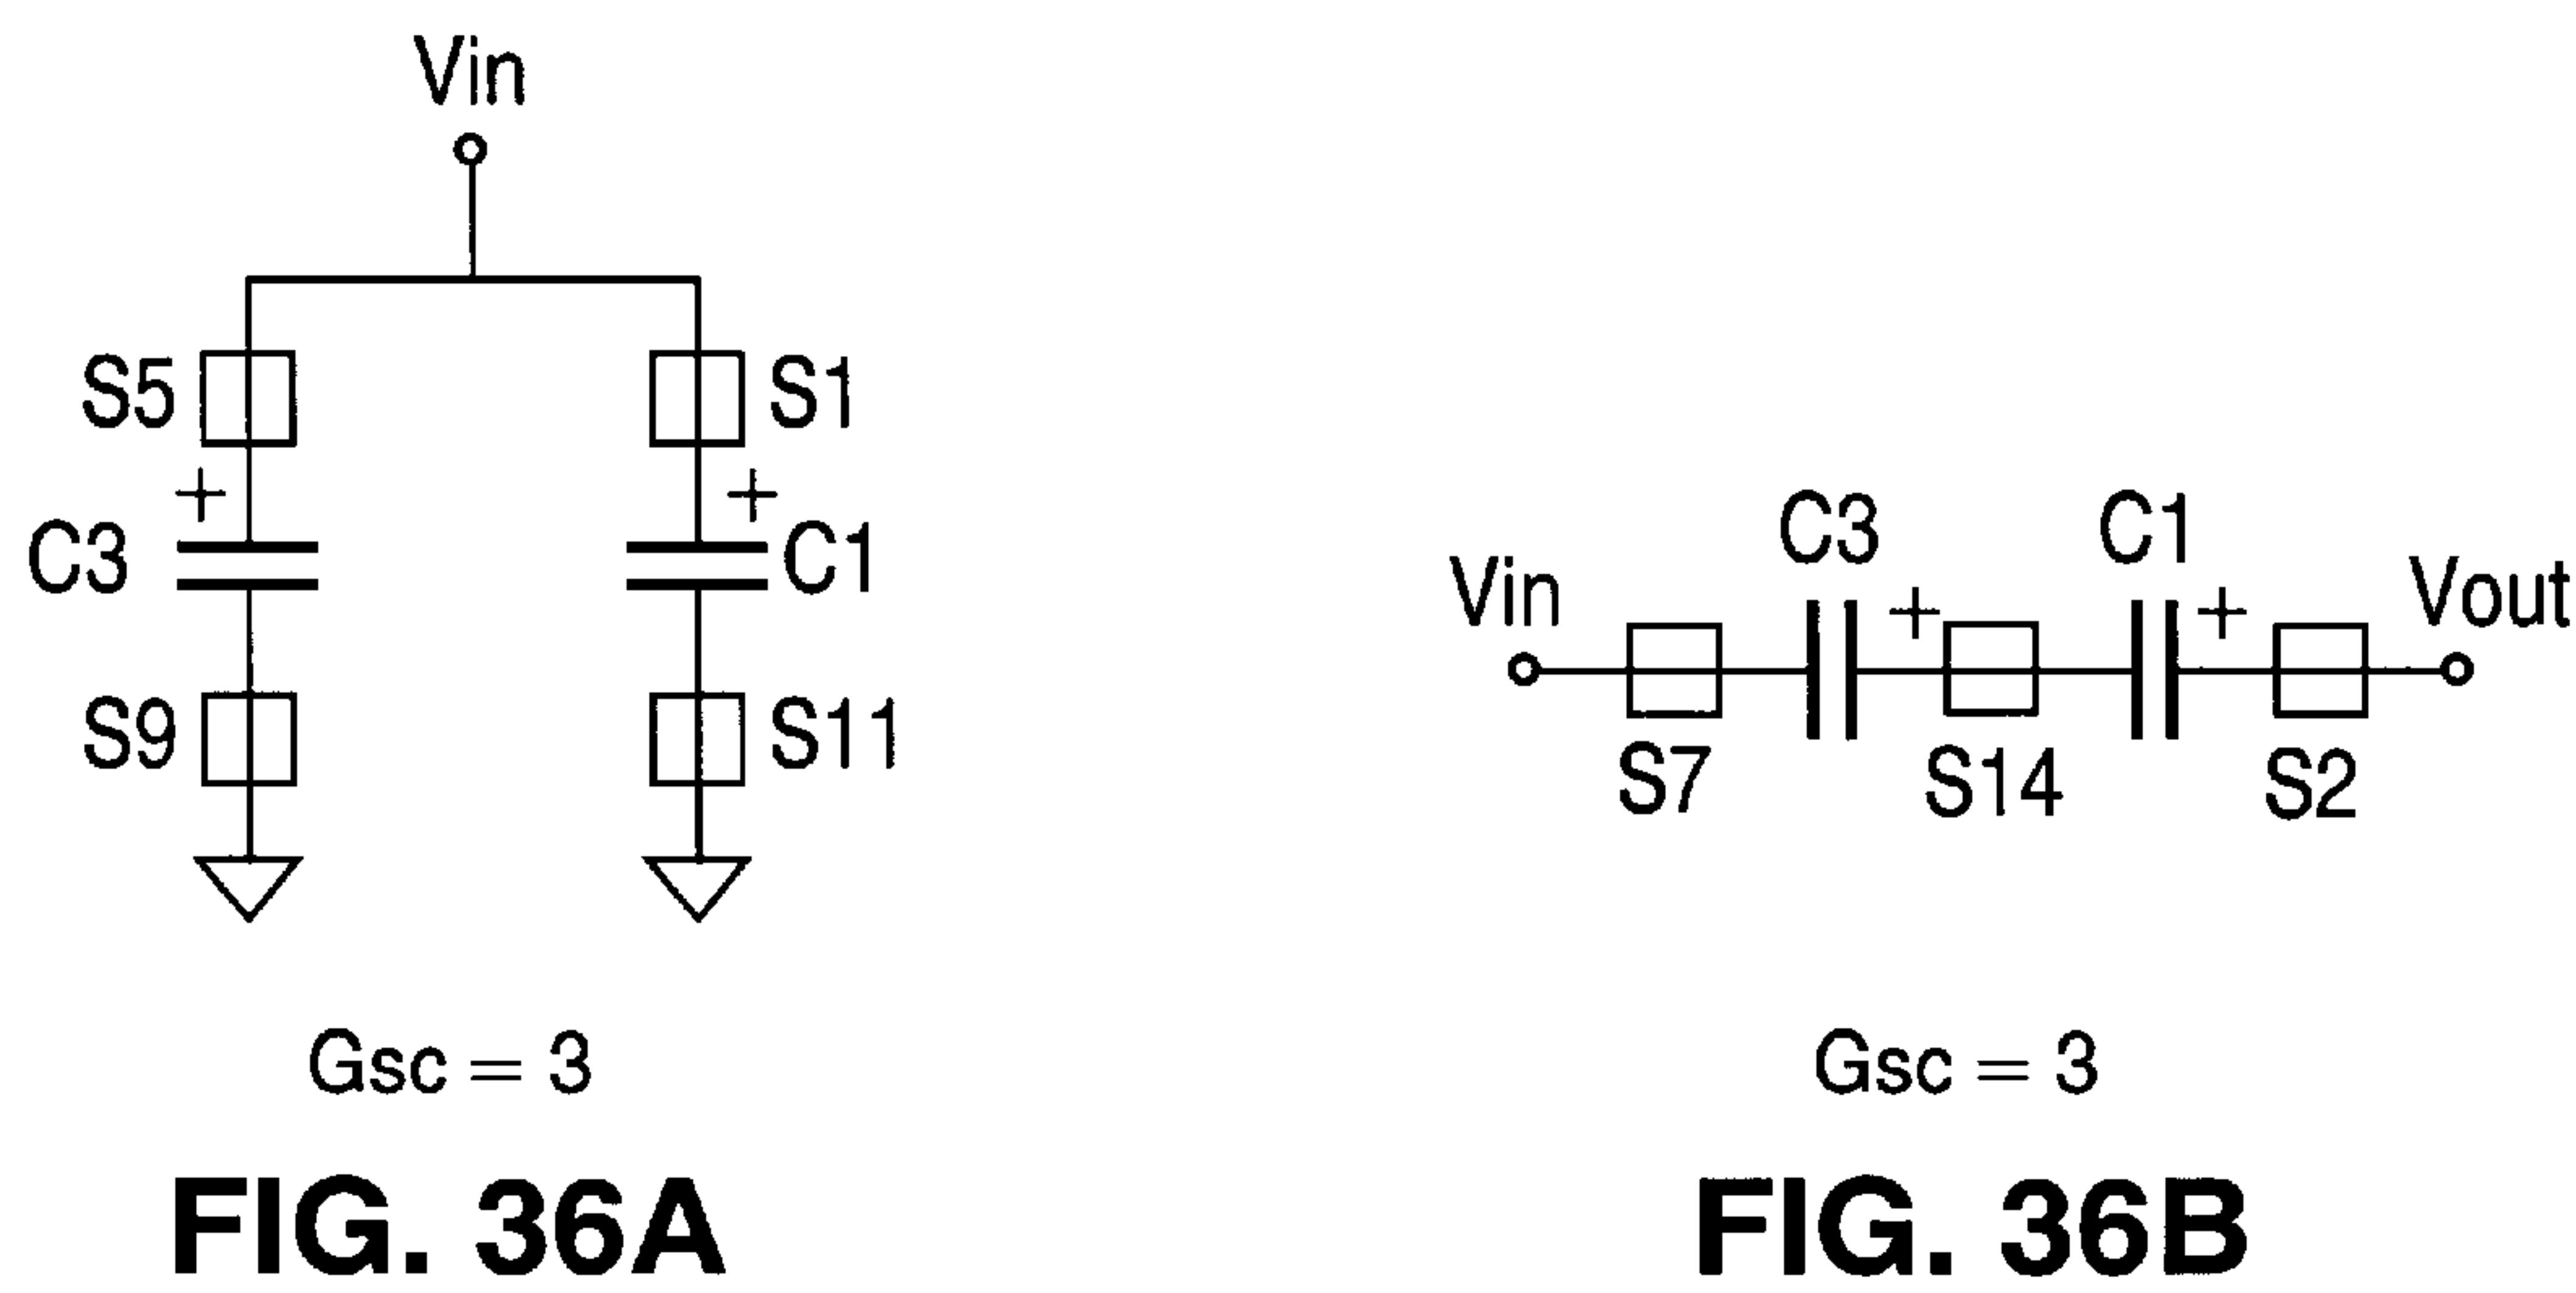 Vin
S5
S1
+
+
C3
C1
S9
S11
Gsc = 3
FIG. 36A
C3
C1
Vin
+
+
Vout
S7
S14
S2
Gsc = 3
FIG. 36B